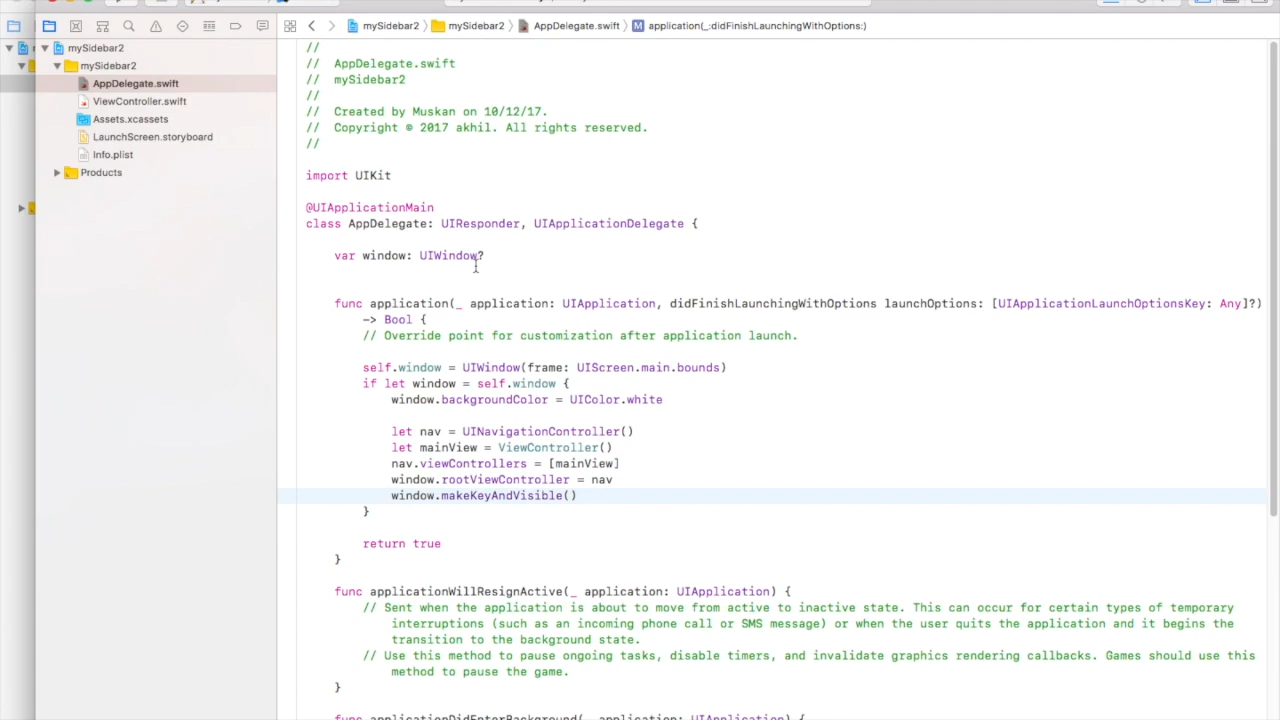 mySidebar2
mySidebar2
AppDelegate.swift
ViewController.swift
Assets.xcassets
LaunchScreen.storyboard
Info.plist
Products
mySidebar2 〉 mySidebar2 〉 AppDelegate.swift 〉 M application(_:didFinishLaunchingWithOptions:)
//
//  AppDelegate.swift
//  mySidebar2
//
//  Created by Muskan on 10/12/17.
//  Copyright © 2017 akhil. All rights reserved.
//
import UIKit
@UIApplicationMain
class AppDelegate: UIResponder, UIApplicationDelegate {
var window: UIWindow?
func application(_ application: UIApplication, didFinishLaunchingWithOptions launchOptions: [UIApplicationLaunchOptionsKey: Any]?)
-> Bool {
// Override point for customization after application launch.
self.window = UIWindow(frame: UIScreen.main.bounds)
if let window = self.window {
window.backgroundColor = UIColor.white
let nav = UINavigationController()
let mainView = ViewController()
nav.viewControllers = [mainView]
window.rootViewController = nav
window.makeKeyAndVisible()
}
return true
}
func applicationWillResignActive(_ application: UIApplication) {
// Sent when the application is about to move from active to inactive state. This can occur for certain types of temporary
interruptions (such as an incoming phone call or SMS message) or when the user quits the application and it begins the
transition to the background state.
// Use this method to pause ongoing tasks, disable timers, and invalidate graphics rendering callbacks. Games should use this
method to pause the game.
}
func applicationDidEnterBackground(_ application: UIApplication) {